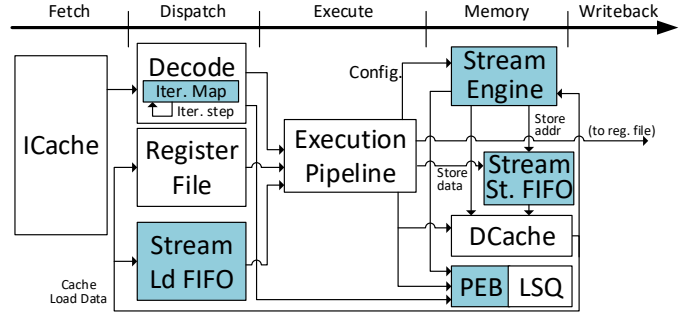 Fetch Dispatch Execute Memory Writeback
ICache
Decode
Iter. Map
Iter. step
Register
File
Stream
Ld FIFO
Cache
Load Data
Execution
Pipeline
Config.
Stream
Engine
Store
addr
(to reg. file)
Store
data
Stream
St. FIFO
DCache
PEB LSQ